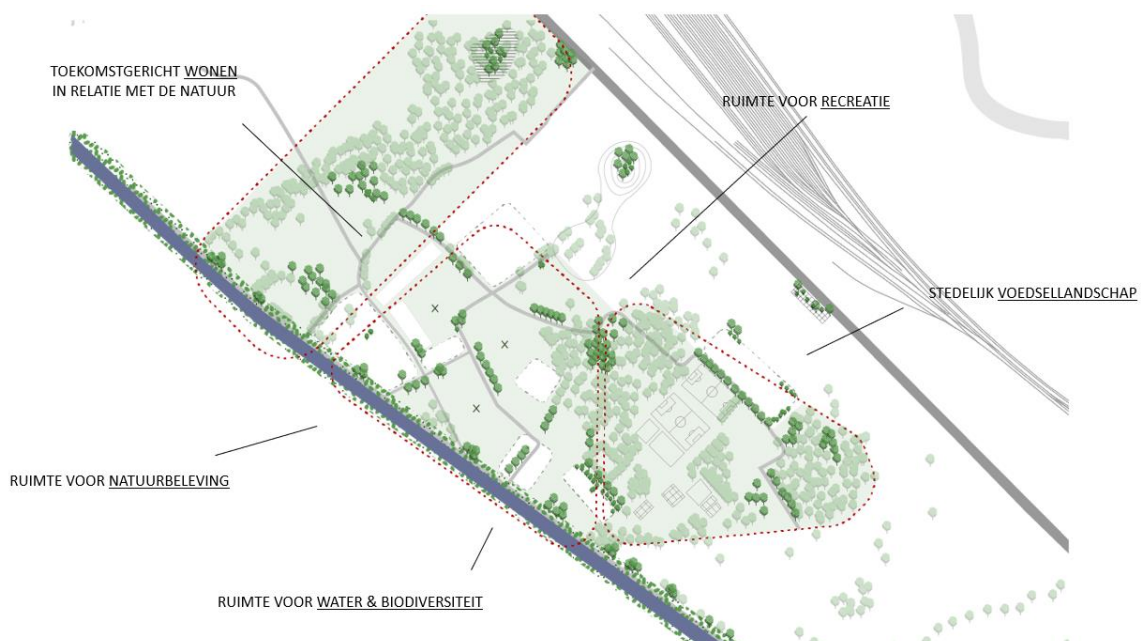 TOEKOMSTGERICHT WONEN
IN RELATIE MET DE NATUUR
RUIMTE VOOR RECREATIE
STEDELIJK VOEDSELLANDSCHAP
RUIMTE VOOR NATUURBELEVING
RUIMTE VOOR WATER & BIODIVERSITEIT